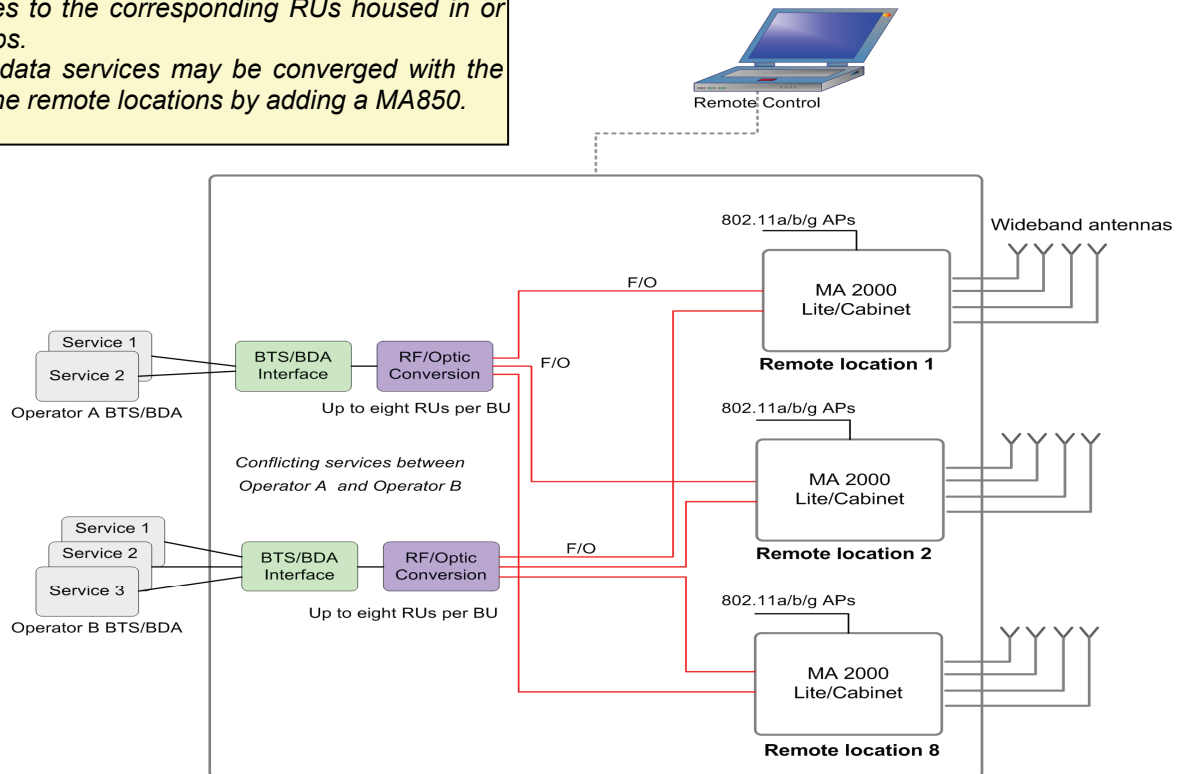 es to the corresponding RUs housed in or
os.
data services may be converged with the
ne remote locations by adding a MA850.
Remote Control
802.11a/b/g APs
Wideband antennas
F/O
MA 2000
Lite/Cabinet
Remote location 1
Service 1
Service 2
Operator A BTS/BDA
BTS/BDA
Interface
RF/Optic
Conversion
F/O
Up to eight RUs per BU
802.11a/b/g APs
Conflicting services between
Operator A and Operator B
MA 2000
Lite/Cabinet
Remote location 2
Service 1
Service 2
Service 3
Operator B BTS/BDA
BTS/BDA
Interface
RF/Optic
Conversion
F/O
Up to eight RUs per BU
802.11a/b/g APs
MA 2000
Lite/Cabinet
Remote location 8